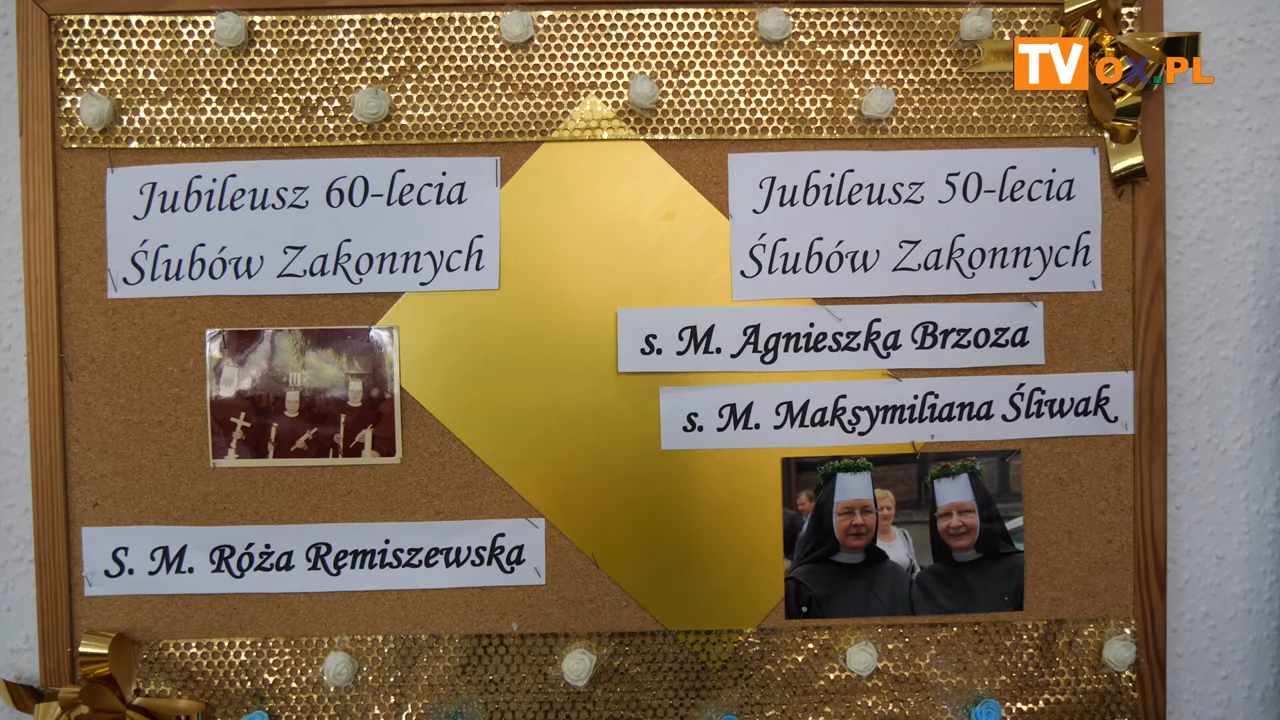 TVOX.PL
Jubileusz 60-lecia
Ślubów Zakonnych
S. M. Róża Remiszewska
Jubileusz 50-lecia
Ślubów Zakonnych
s. M. Agnieszka Brzoza
s. M. Maksymiliana Śliwak